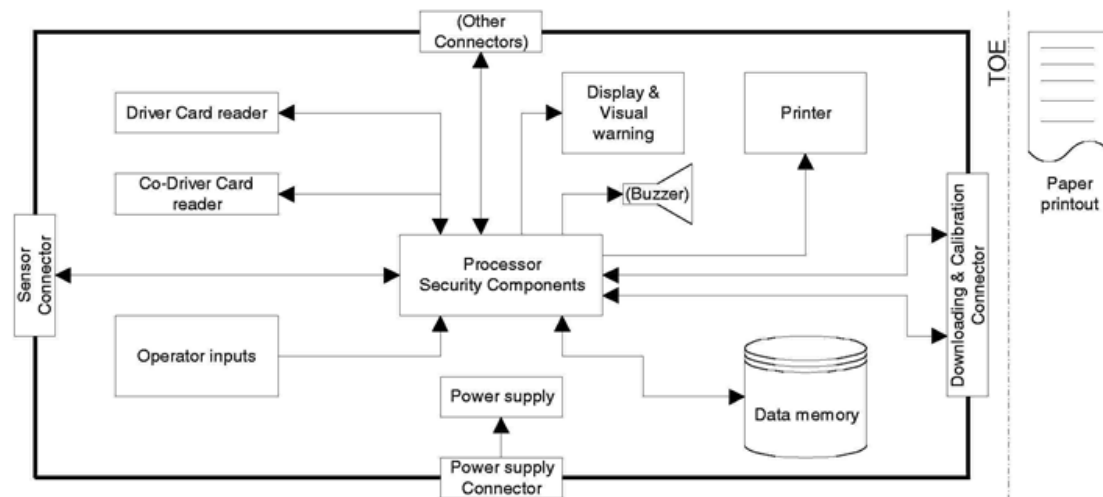 (Other
Connectors)
TOE
Driver Card reader
Display &
Visual
warning
Printer
Co-Driver Card
reader
(Buzzer)
Paper
printout
Sensor
Connector
Processor
Security Components
Downloading & Calibration
Connector
Operator inputs
Power supply
Data memory
Power supply
Connector